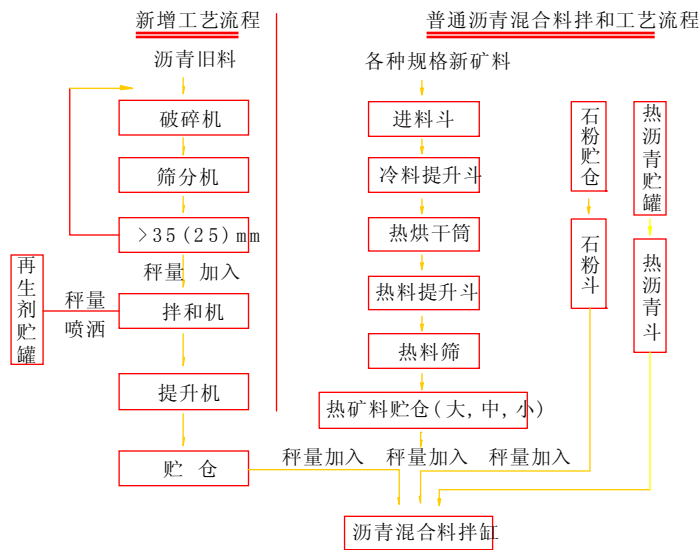 新增工艺流程
普通沥青混合料拌和工艺流程
沥青旧料
破碎机
筛分机
>35(25)mm
秤量 加入
再生剂贮罐
秤量
喷洒
拌和机
提升机
贮 仓
各种规格新矿料
进料斗
冷料提升斗
热烘干筒
热料提升斗
热料筛
热矿料贮仓(大,中,小)
石粉贮仓
石粉斗
热沥青贮罐
热沥青斗
秤量加入 秤量加入 秤量加入
沥青混合料拌缸